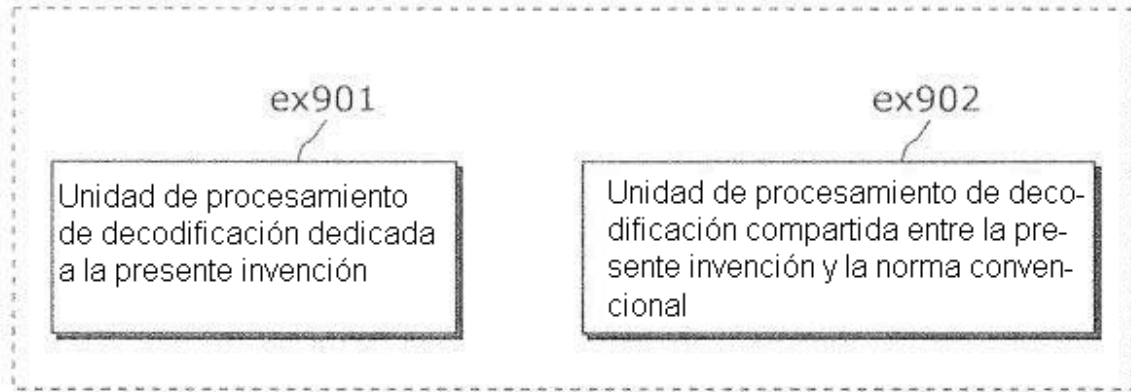 ex901
Unidad de procesamiento
de decodificación dedicada
a la presente invención
ex902
Unidad de procesamiento de deco-
dificación compartida entre la pre-
sente invención y la norma conven-
cional